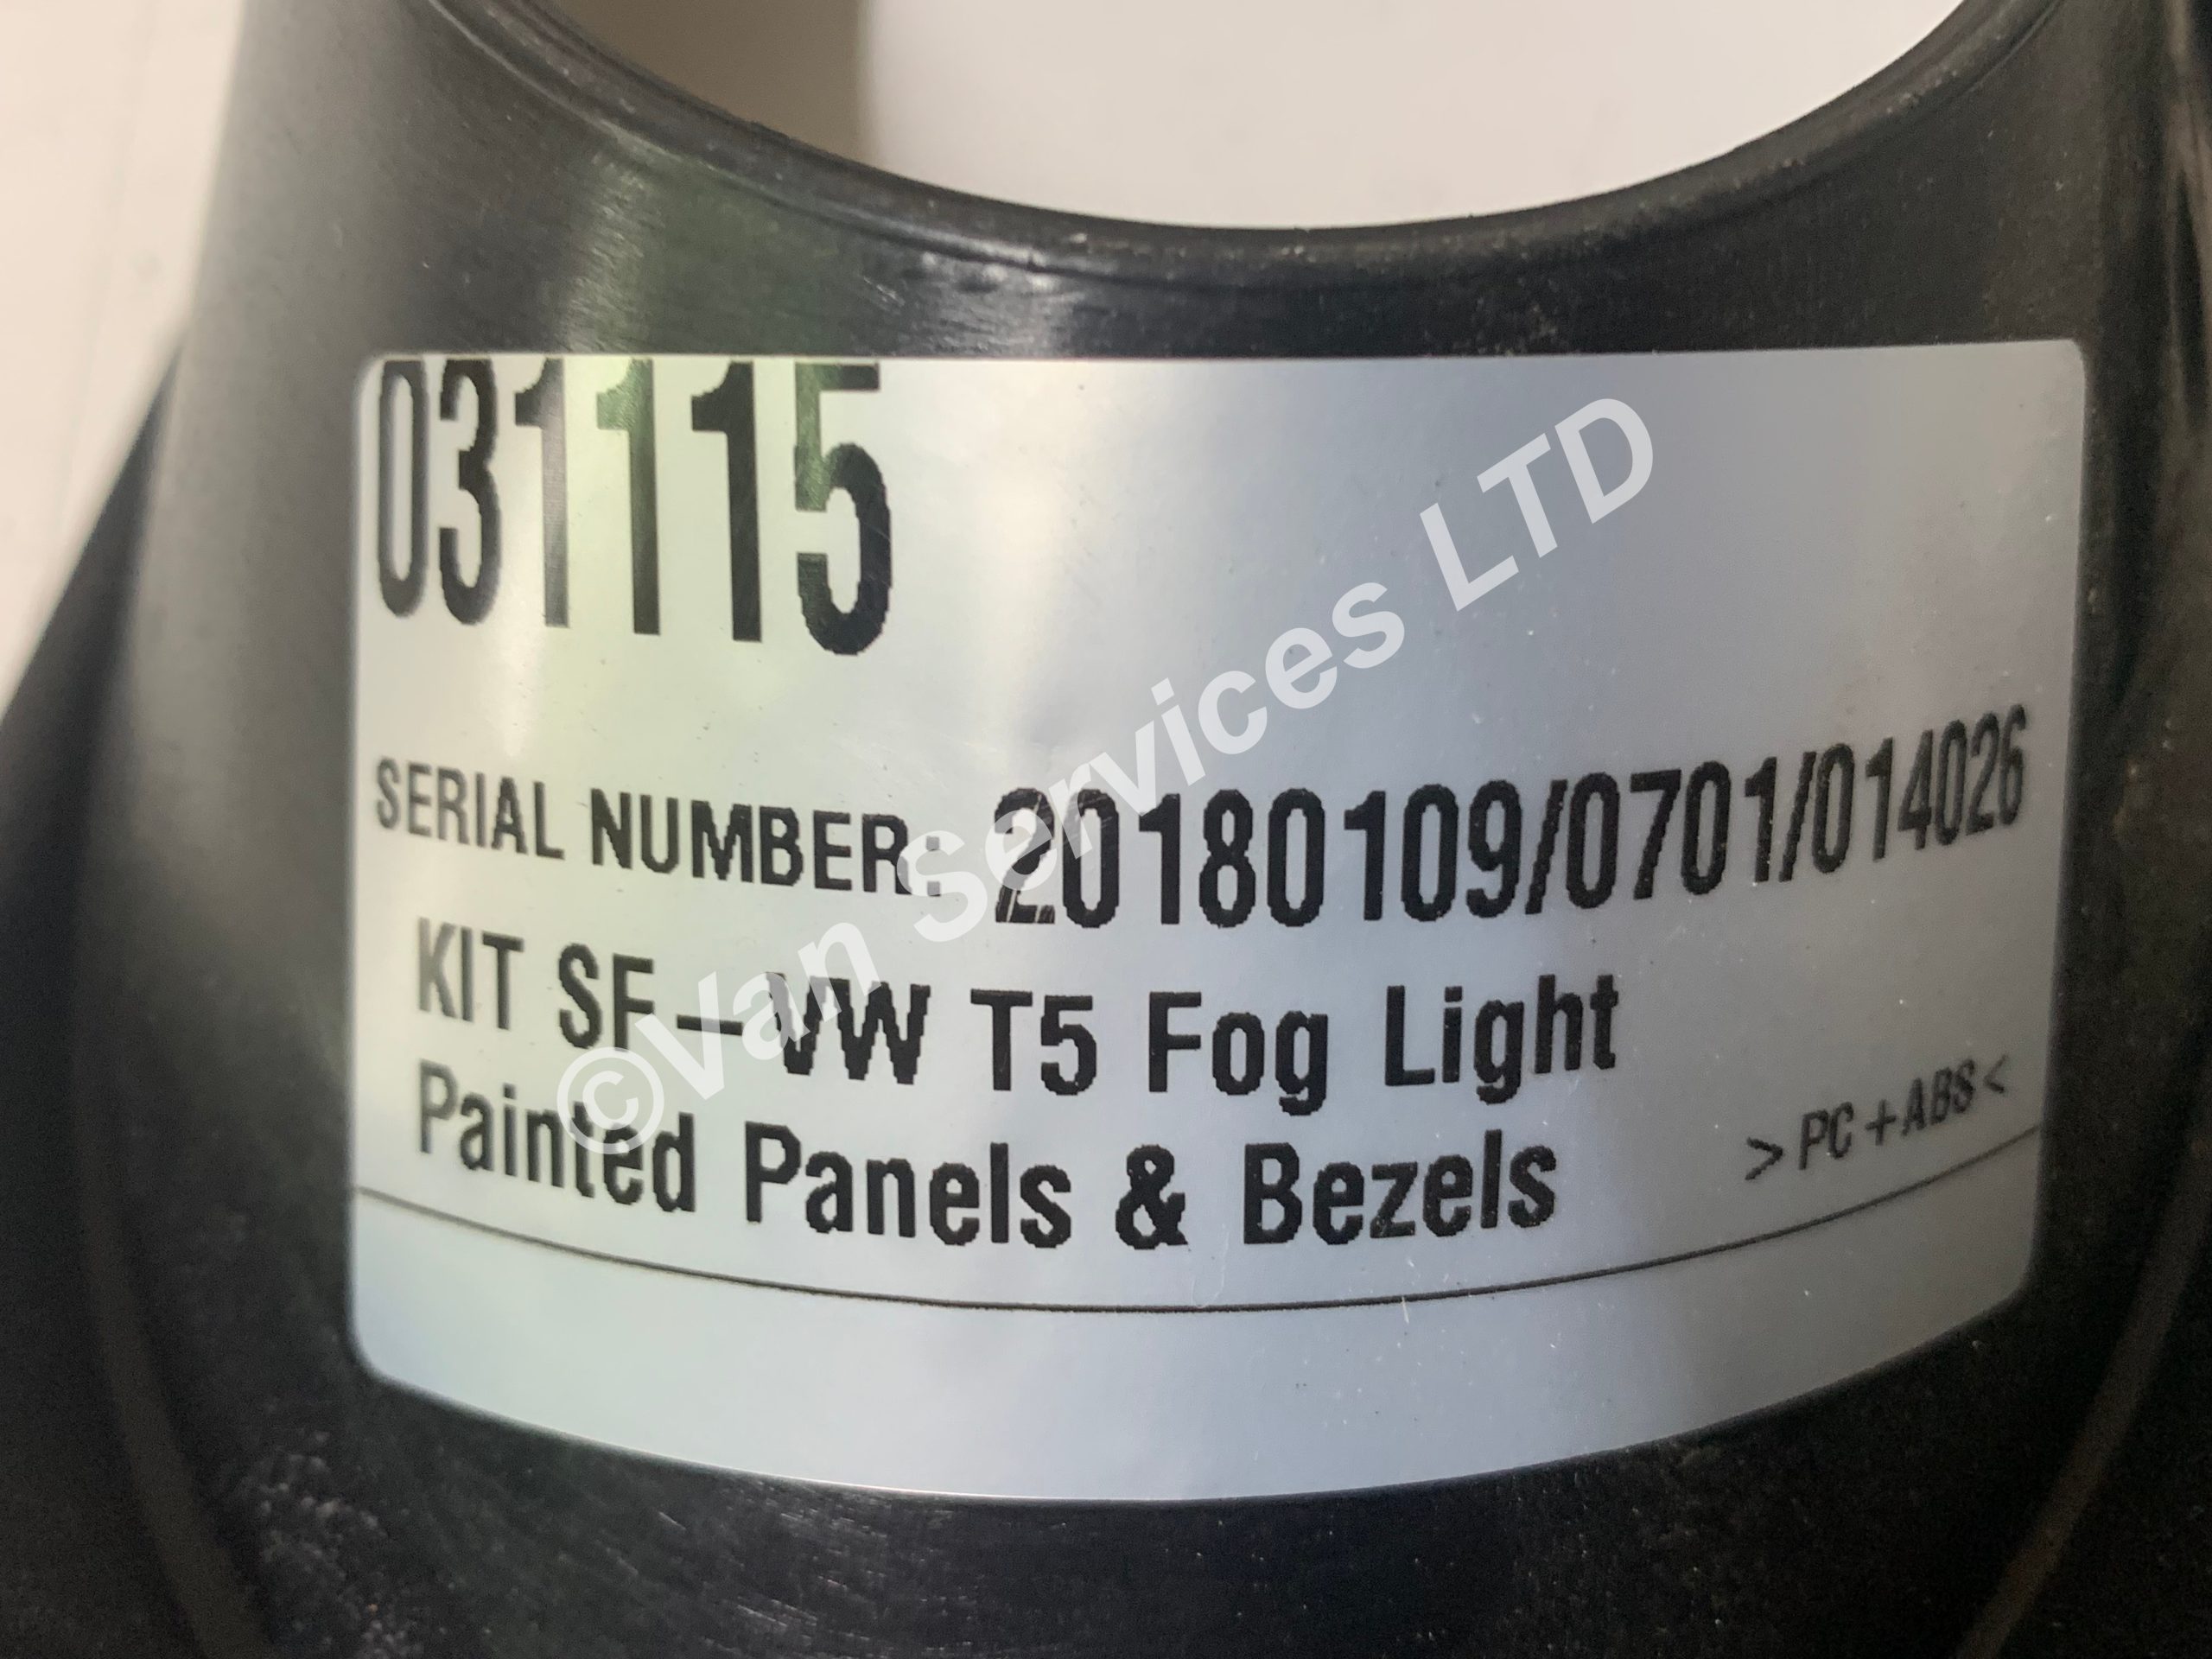 031115
SERIAL NUMBER: 20180109/0701/014026
KIT SF-VW T5 Fog Light
Painted Panels & Bezels
>PC+ABS<
©Van Services LTD